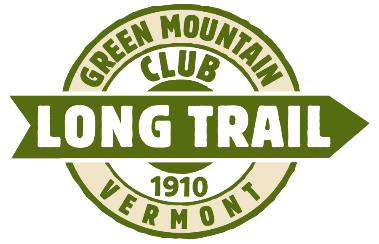 GREEN MOUNTAIN
CLUB
LONG TRAIL
1910
VERMONT